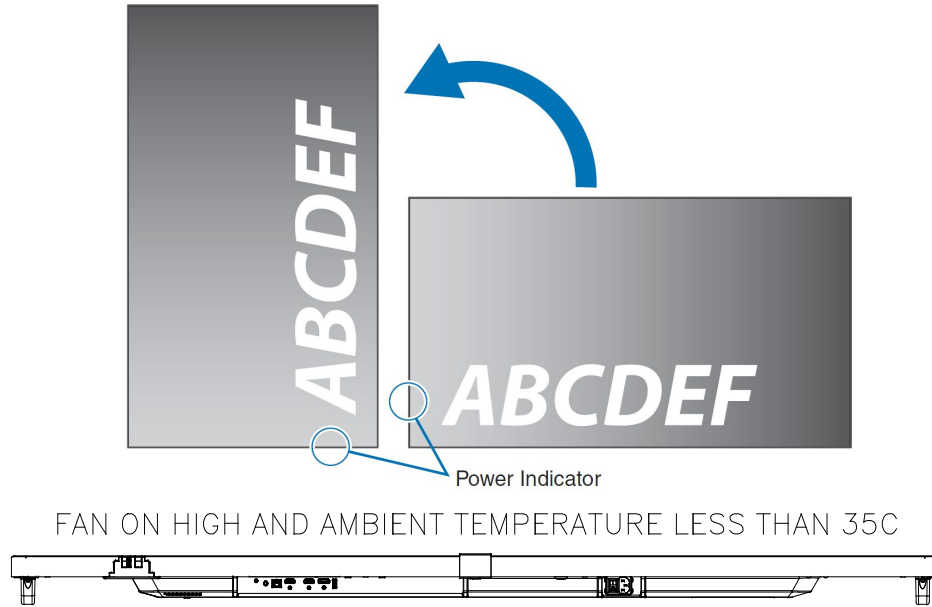 ABCDEF
ABCDEF
Power Indicator
FAN ON HIGH AND AMBIENT TEMPERATURE LESS THAN 35C